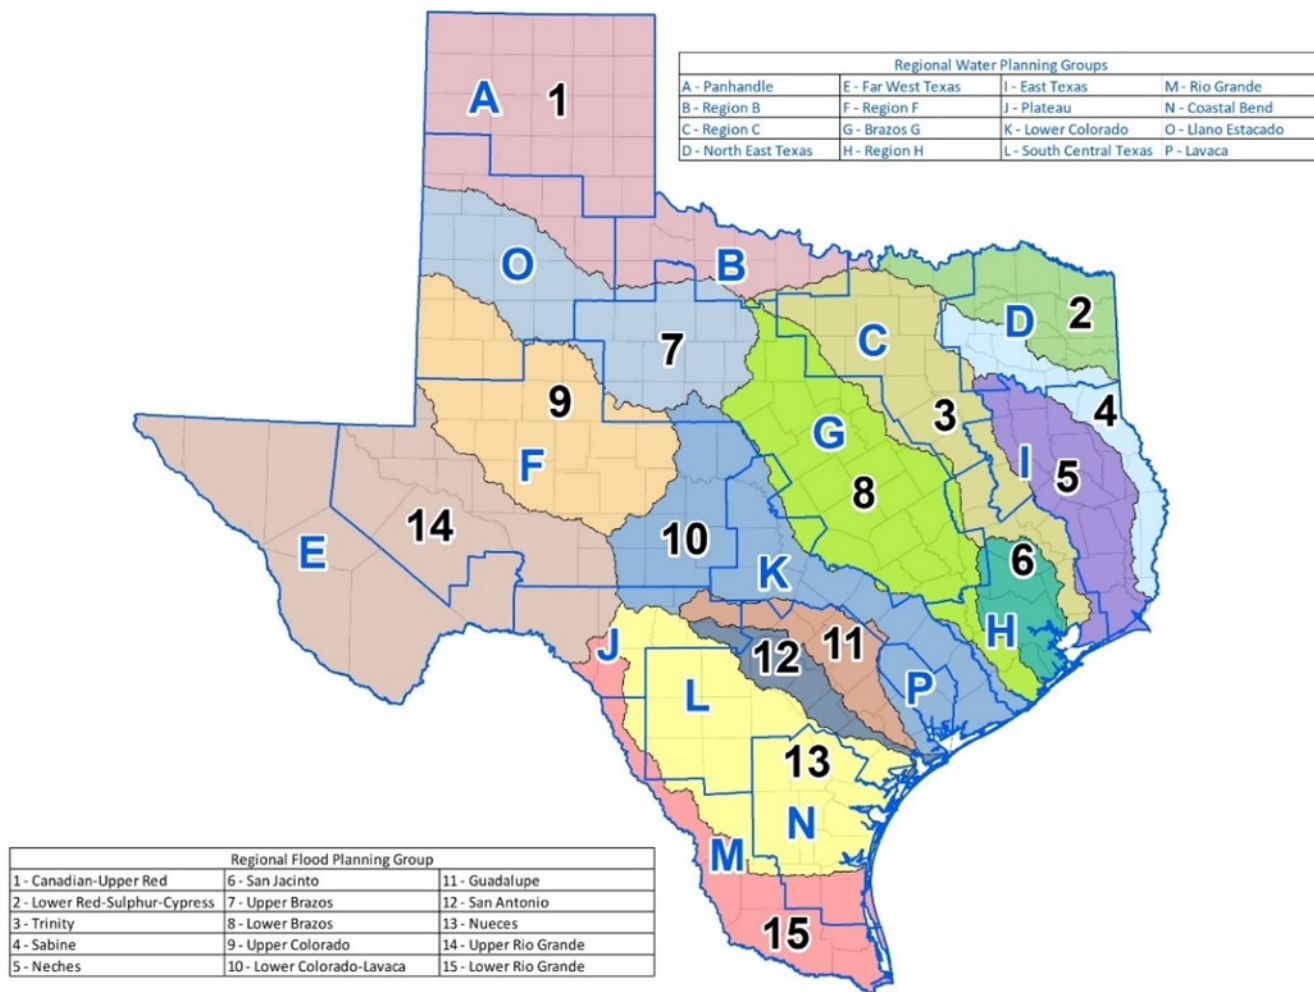 Regional Water Planning Groups
A - Panhandle E - Far West Texas I - East Texas M - Rio Grande
B - Region B F - Region F J - Plateau N - Coastal Bend
C - Region C G - Brazos G K - Lower Colorado O - Llano Estacado
D - North East Texas H - Region H L - South Central Texas P - Lavaca
A 1
O B
D 2
C
7
9 3 4
G
F I 5
8
14 10 6
E K
H
J 12 11
L P
13
N
M
15
Regional Flood Planning Group
1 - Canadian-Upper Red 6 - San Jacinto 11 - Guadalupe
2 - Lower Red-Sulphur-Cypress 7 - Upper Brazos 12 - San Antonio
3 - Trinity 8 - Lower Brazos 13 - Nueces
4 - Sabine 9 - Upper Colorado 14 - Upper Rio Grande
5 - Neches 10 - Lower Colorado-Lavaca 15 - Lower Rio Grande